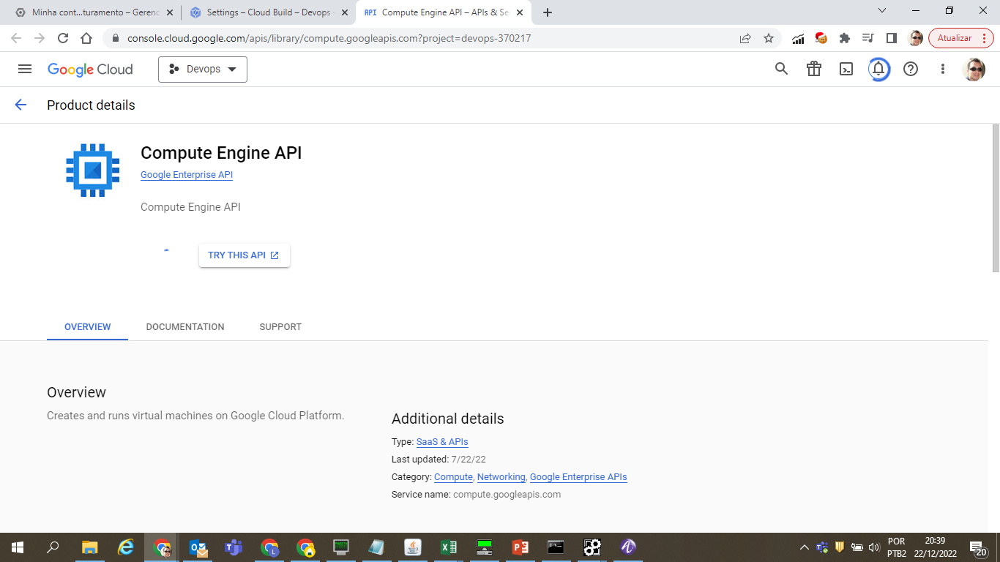 Minha cont...turamento – Gerenc
Settings – Cloud Build – Devops -
API Compute Engine API – APIs & Se
console.cloud.google.com/apis/library/compute.googleapis.com?project=devops-370217
Atualizar
Google Cloud
Devops
Product details
Compute Engine API
Google Enterprise API
Compute Engine API
TRY THIS API
OVERVIEW
DOCUMENTATION
SUPPORT
Overview
Creates and runs virtual machines on Google Cloud Platform.
Additional details
Type: SaaS & APIs
Last updated: 7/22/22
Category: Compute, Networking, Google Enterprise APIs
Service name: compute.googleapis.com
POR
PTB2
20:39
22/12/2022
20